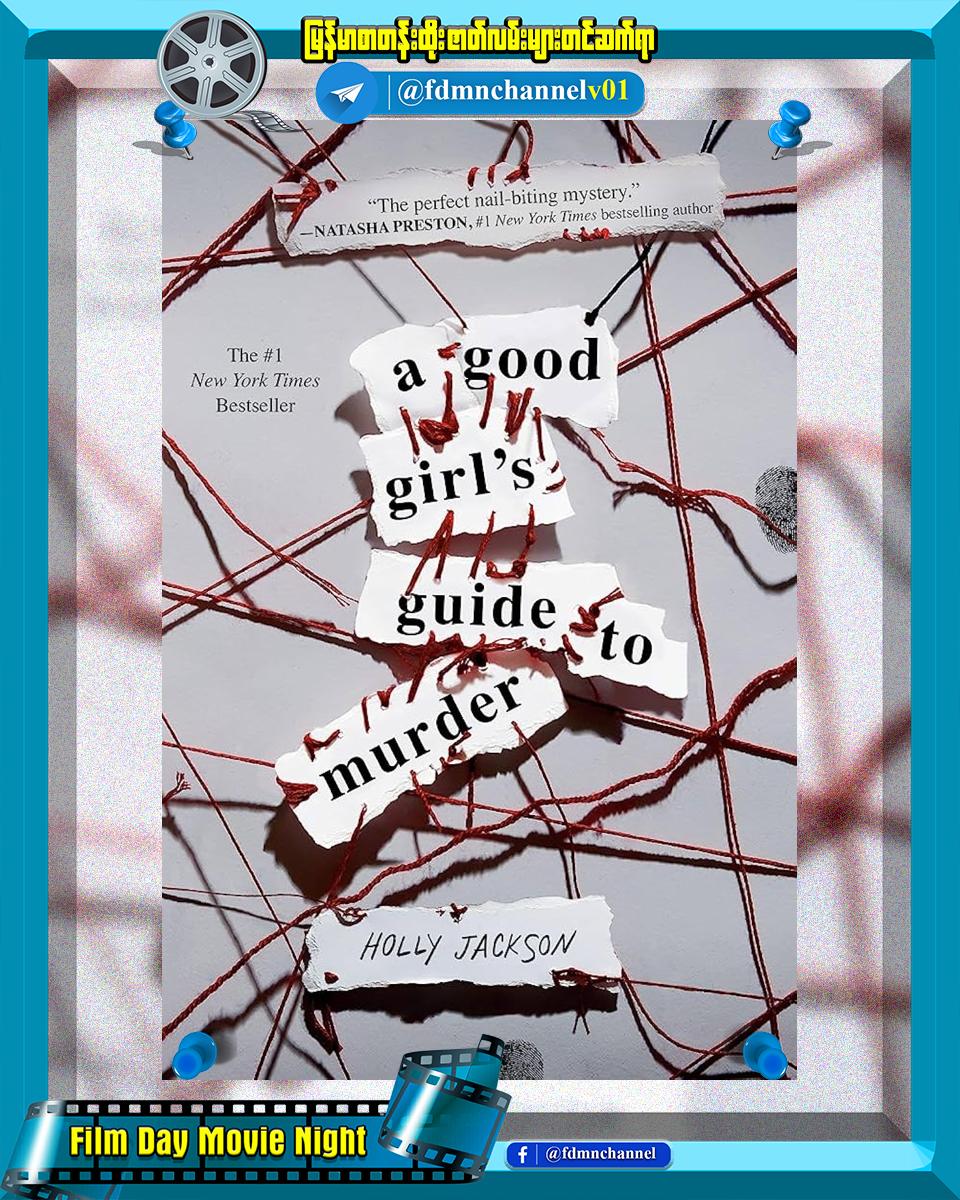 မြန်မာစာတန်းထိုးဇာတ်လမ်းများတင်ဆက်ရာ
@fdmnchannelv01
“The perfect nail-biting mystery.”
—NATASHA PRESTON, #1 New York Times bestselling author
The #1
New York Times
Bestseller
a good
girl’s
guide
to
murder
HOLLY JACKSON
Film Day Movie Night
@fdmnchannel